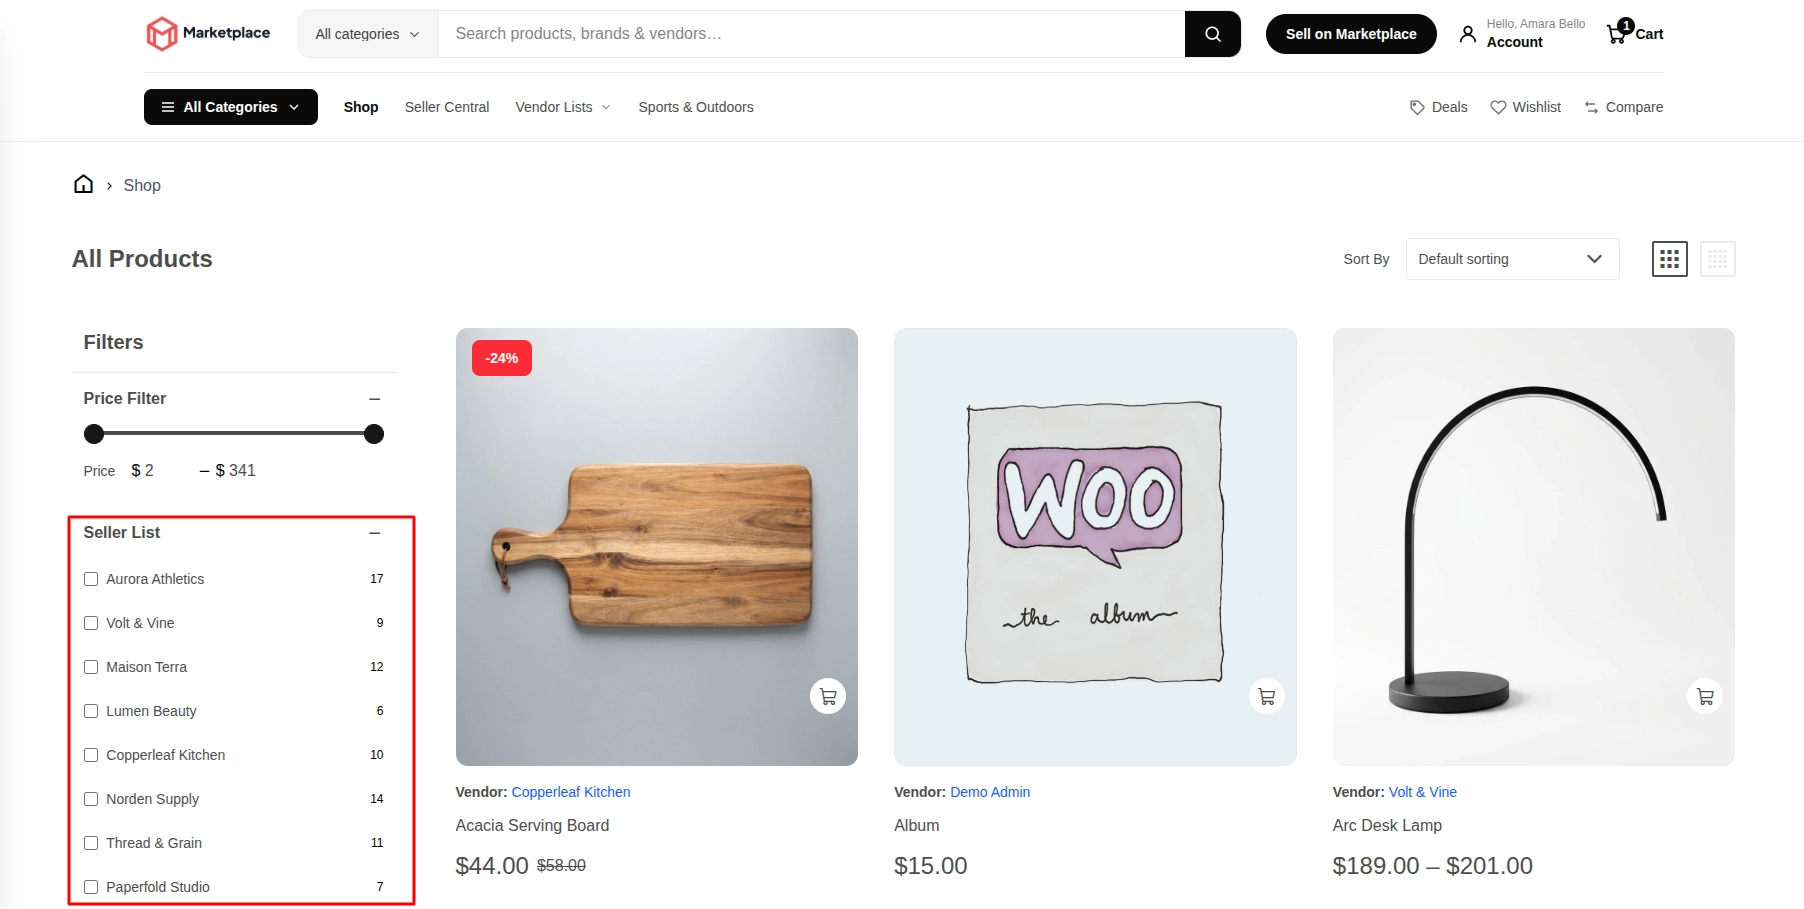 Marketplace
All categories
Search products, brands & vendors...
Sell on Marketplace
Hello, Amara Bello
Account
1
Cart
All Categories
Shop
Seller Central
Vendor Lists
Sports & Outdoors
Deals
Wishlist
Compare
Shop
All Products
Sort By
Default sorting
Filters
Price Filter
Price $ 2 – $ 341
Seller List
Aurora Athletics 17
Volt & Vine 9
Maison Terra 12
Lumen Beauty 6
Copperleaf Kitchen 10
Norden Supply 14
Thread & Grain 11
Paperfold Studio 7
-24%
Vendor: Copperleaf Kitchen
Acacia Serving Board
$44.00 $58.00
WOO
the album
Vendor: Demo Admin
Album
$15.00
Vendor: Volt & Vine
Arc Desk Lamp
$189.00 – $201.00